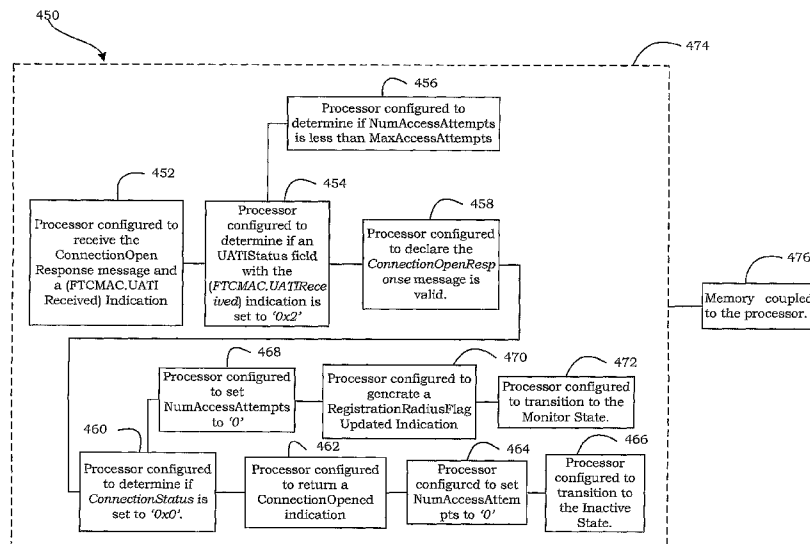 450
474
456
Processor configured to
determine if NumAccessAttempts
is less than MaxAccessAttempts
452
Processor configured to
receive the
ConnectionOpen
Response message and
a (FTCMAC.UATI
Received) Indication
454
Processor
configured to
determine if an
UATIStatus field
with the
(FTCMAC.UATIRece
ived) indication is
set to '0x2'
458
Processor configured
to declare the
ConnectionOpenResp
onse message is
valid.
476
Memory coupled
to the processor.
468
Processor configured
to set
NumAccessAttempts
to '0'
470
Processor configured to
generate a
RegistrationRadiusFlag
Updated Indication
472
Processor configured
to transition to the
Monitor State.
460
Processor configured
to determine if
ConnectionStatus is
set to '0x0'.
462
Processor configured
to return a
ConnectionOpened
indication
464
Processor
configured to set
NumAccessAttem
pts to '0'
466
Processor
configured to
transition to
the Inactive
State.